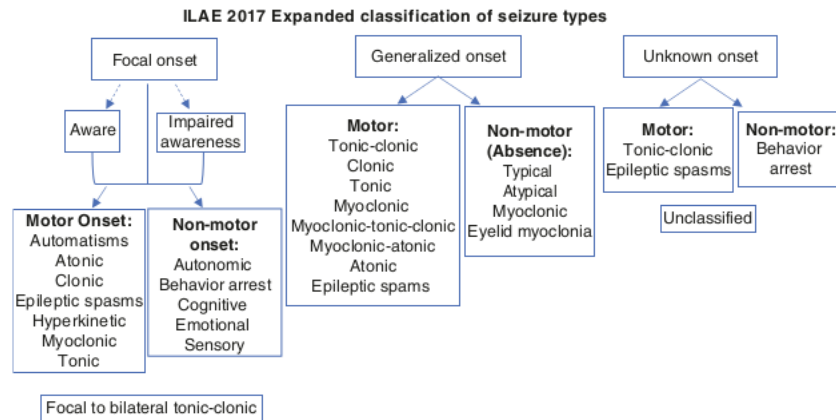 ILAE 2017 Expanded classification of seizure types
Focal onset
Aware
Impaired
awareness
Motor Onset:
Automatisms
Atonic
Clonic
Epileptic spasms
Hyperkinetic
Myoclonic
Tonic
Non-motor
onset:
Autonomic
Behavior arrest
Cognitive
Emotional
Sensory
Focal to bilateral tonic-clonic
Generalized onset
Motor:
Tonic-clonic
Clonic
Tonic
Myoclonic
Myoclonic-tonic-clonic
Myoclonic-atonic
Atonic
Epileptic spams
Non-motor
(Absence):
Typical
Atypical
Myoclonic
Eyelid myoclonia
Unknown onset
Motor:
Tonic-clonic
Epileptic spasms
Non-motor:
Behavior
arrest
Unclassified